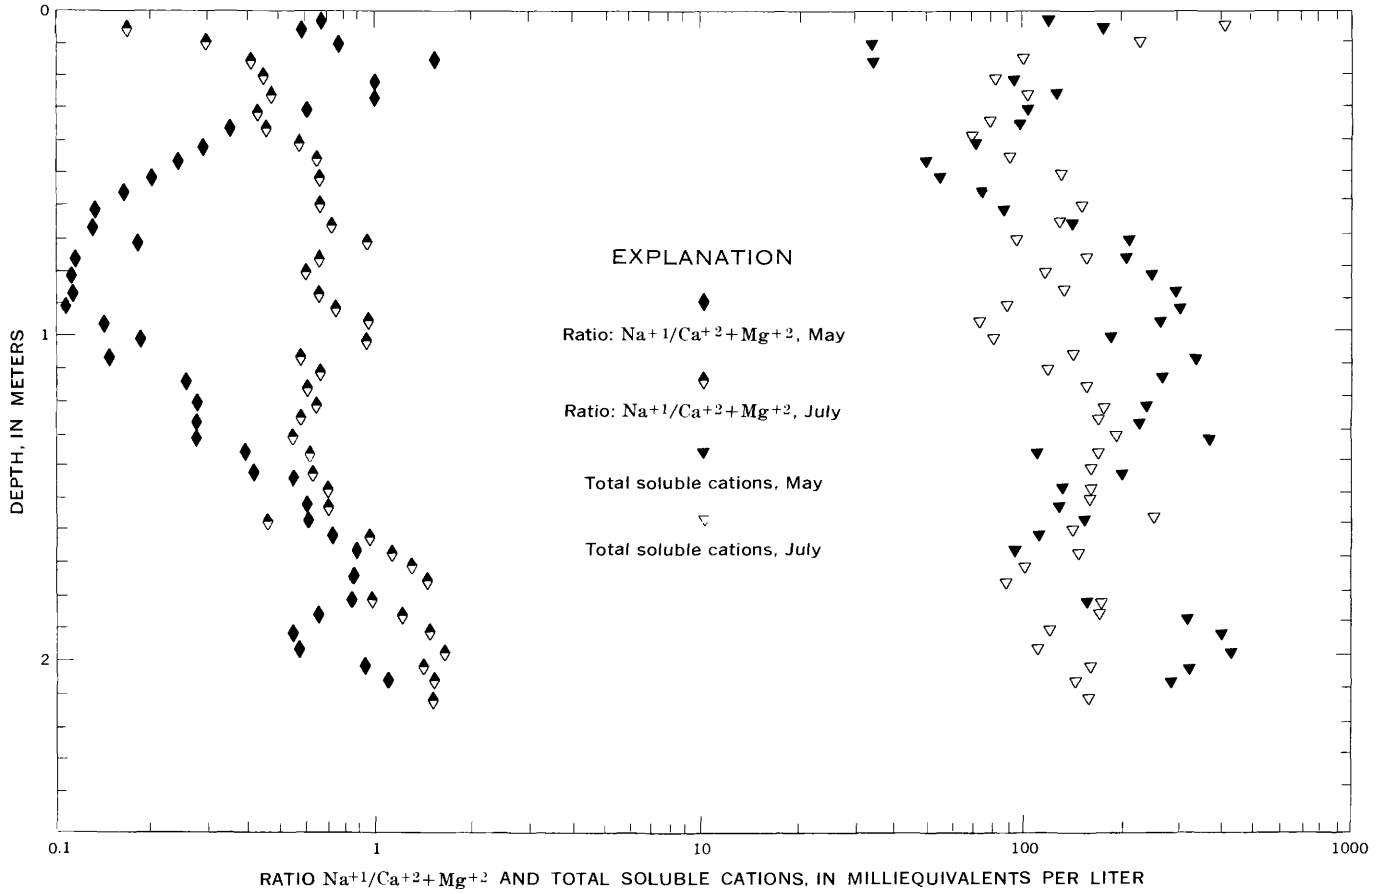 0
1
2
DEPTH, IN METERS
EXPLANATION
Ratio: Na+1/Ca+2+Mg+2, May
Ratio: Na+1/Ca+2+Mg+2, July
Total soluble cations, May
Total soluble cations, July
0.1 1 10 100 1000
RATIO Na+1/Ca+2+Mg+2 AND TOTAL SOLUBLE CATIONS, IN MILLIEQUIVALENTS PER LITER